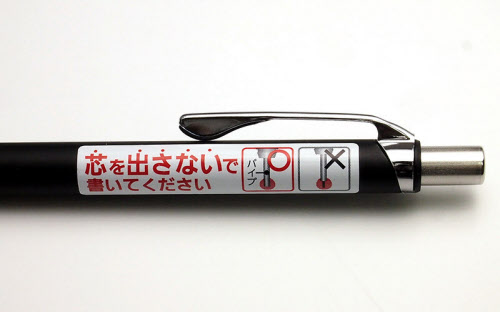 芯を出さないで
書いてください
パイプ